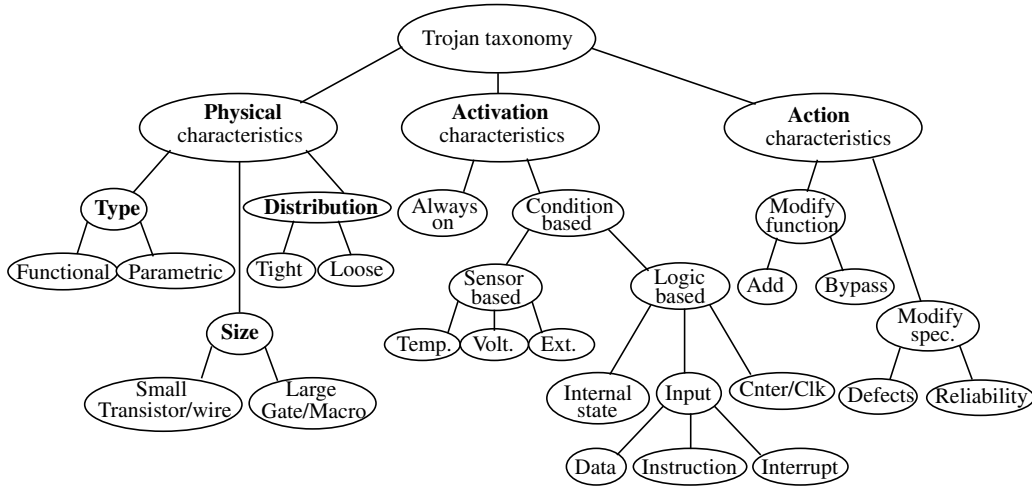 Trojan taxonomy
Physical
characteristics
Activation
characteristics
Action
characteristics
Type
Distribution
Always
on
Condition
based
Modify
function
Functional
Parametric
Tight
Loose
Sensor
based
Logic
based
Add
Bypass
Size
Temp.
Volt.
Ext.
Modify
spec.
Small
Transistor/wire
Large
Gate/Macro
Internal
state
Input
Cnter/Clk
Defects
Reliability
Data
Instruction
Interrupt